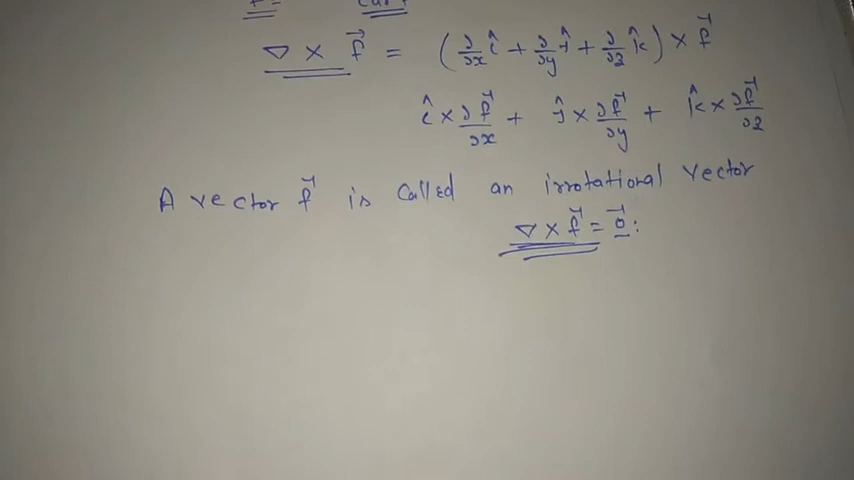 ∇ × f⃗ = (∂/∂x î + ∂/∂y ĵ + ∂/∂z k̂) × f⃗
î × ∂f⃗/∂x + ĵ × ∂f⃗/∂y + k̂ × ∂f⃗/∂z
A vector f⃗ is called an irrotational vector
∇ × f⃗ = 0⃗: